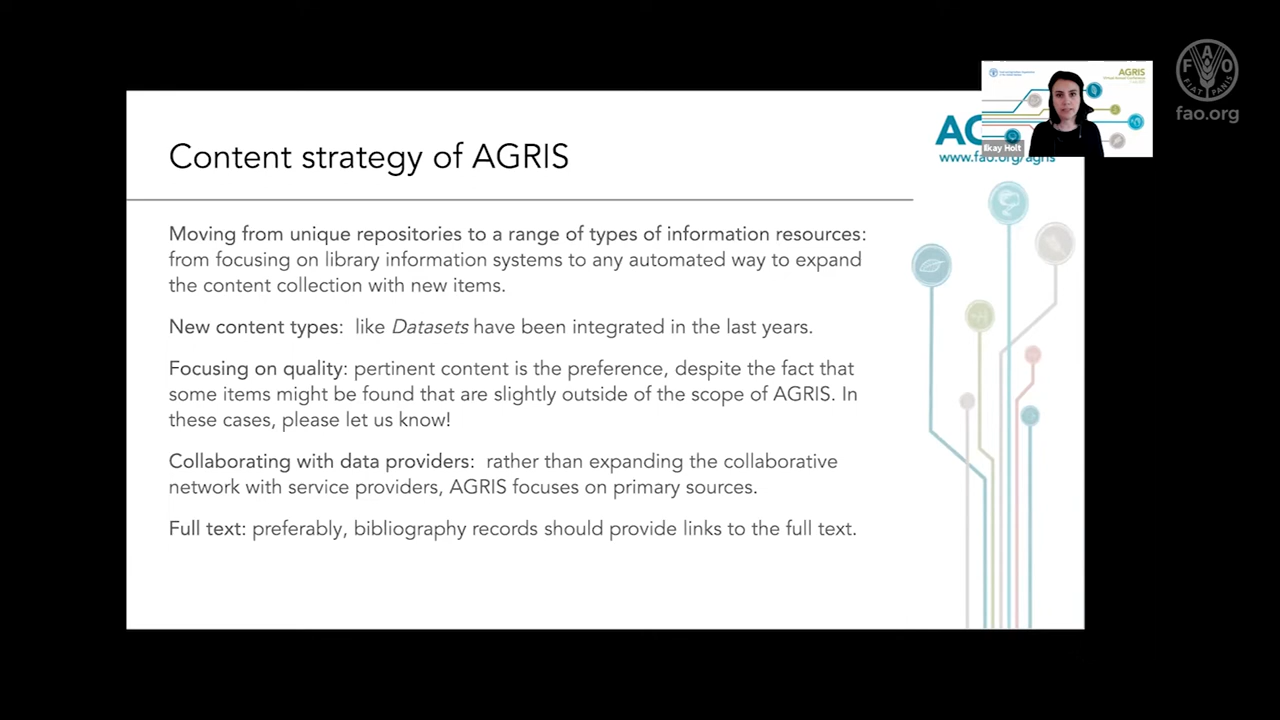 Content strategy of AGRIS
Moving from unique repositories to a range of types of information resources:
from focusing on library information systems to any automated way to expand
the content collection with new items.
New content types:  like Datasets have been integrated in the last years.
Focusing on quality: pertinent content is the preference, despite the fact that
some items might be found that are slightly outside of the scope of AGRIS. In
these cases, please let us know!
Collaborating with data providers:  rather than expanding the collaborative
network with service providers, AGRIS focuses on primary sources.
Full text: preferably, bibliography records should provide links to the full text.
AG
www.fao.org/agris
AGRIS
Ilkay Holt
F A O
FIAT PANIS
fao.org